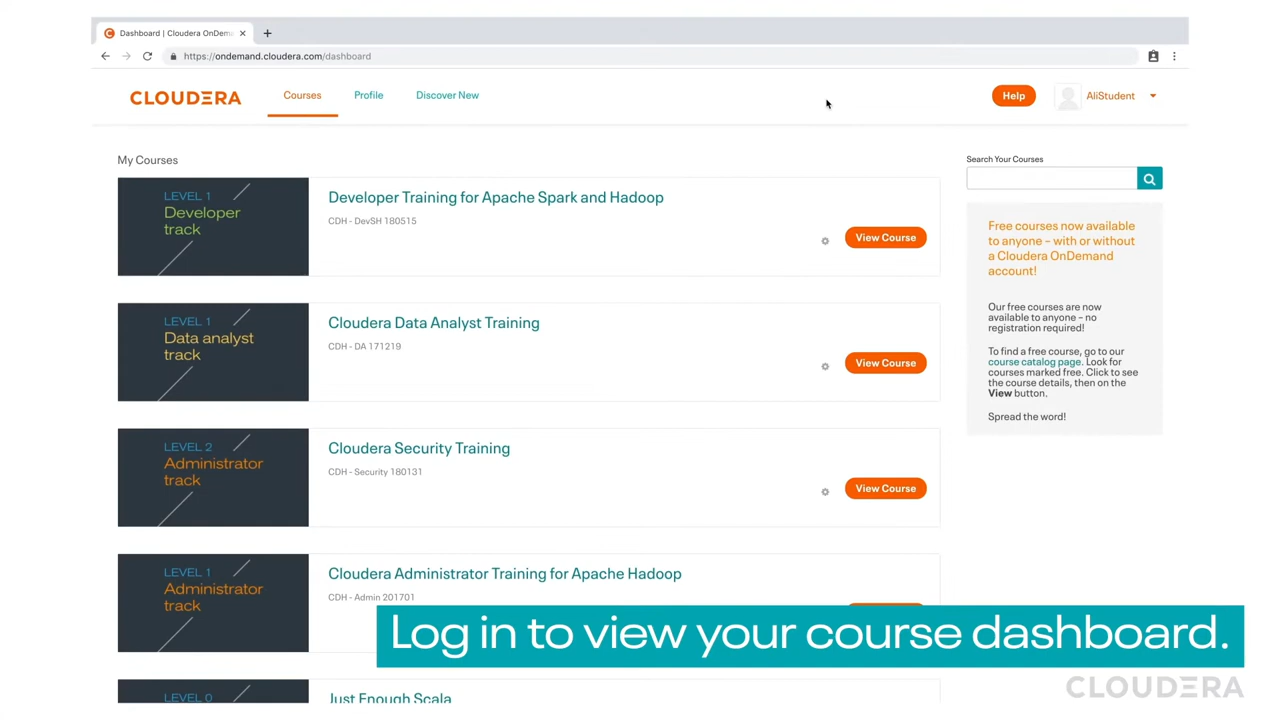 Dashboard | Cloudera OnDem
https://ondemand.cloudera.com/dashboard
CLOUDERA
Courses
Profile
Discover New
Help
AliStudent
My Courses
Search Your Courses
LEVEL 1
Developer
track
Developer Training for Apache Spark and Hadoop
CDH - DevSH 180515
View Course
Free courses now available
to anyone – with or without
a Cloudera OnDemand
account!
Our free courses are now
available to anyone – no
registration required!
To find a free course, go to our
course catalog page. Look for
courses marked free. Click to see
the course details, then on the
View button.
Spread the word!
LEVEL 1
Data analyst
track
Cloudera Data Analyst Training
CDH - DA 171219
View Course
LEVEL 2
Administrator
track
Cloudera Security Training
CDH - Security 180131
View Course
LEVEL 1
Administrator
track
Cloudera Administrator Training for Apache Hadoop
CDH - Admin 201701
Log in to view your course dashboard.
LEVEL 0
Just Enough Scala
CLOUDERA